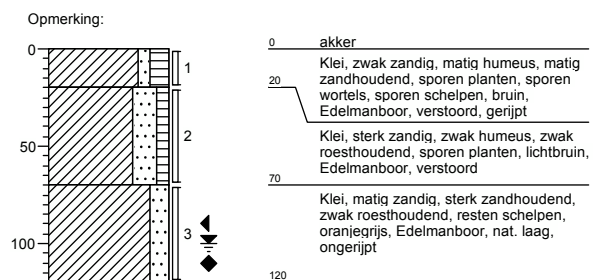 Opmerking:
0
50
100
1
2
3
0 akker
Klei, zwak zandig, matig humeus, matig
zandhoudend, sporen planten, sporen
wortels, sporen schelpen, bruin,
Edelmanboor, verstoord, gerijpt
20
Klei, sterk zandig, zwak humeus, zwak
roesthoudend, sporen planten, lichtbruin,
Edelmanboor, verstoord
70
Klei, matig zandig, sterk zandhoudend,
zwak roesthoudend, resten schelpen,
oranjegrijs, Edelmanboor, nat. laag,
ongerijpt
120